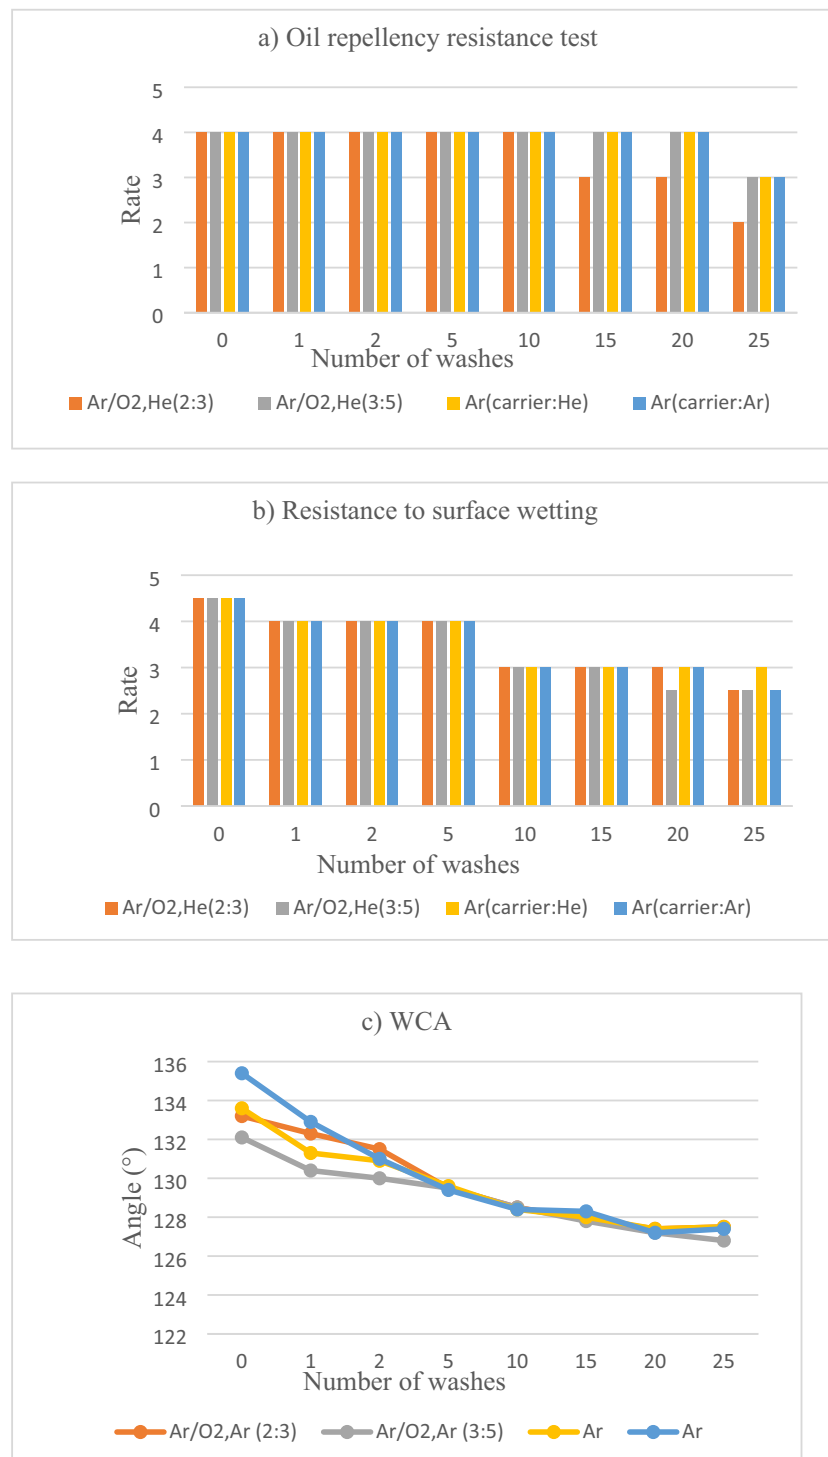 a) Oil repellency resistance test
5
4
3
2
1
0
Rate
0 1 2 5 10 15 20 25
Number of washes
Ar/O2,He(2:3) Ar/O2,He(3:5) Ar(carrier:He) Ar(carrier:Ar)
b) Resistance to surface wetting
5
4
3
2
1
0
Rate
0 1 2 5 10 15 20 25
Number of washes
Ar/O2,He(2:3) Ar/O2,He(3:5) Ar(carrier:He) Ar(carrier:Ar)
c) WCA
136
134
132
130
128
126
124
122
Angle (°)
0 1 2 5 10 15 20 25
Number of washes
Ar/O2,Ar (2:3) Ar/O2,Ar (3:5) Ar Ar